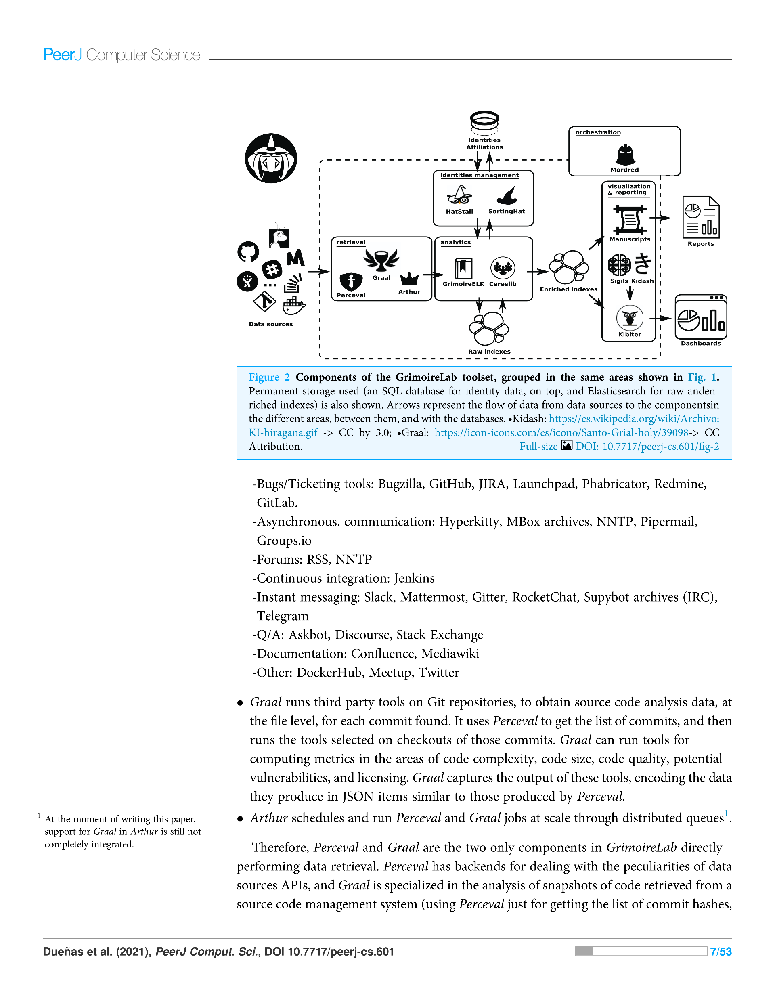 PeerJ Computer Science
Identities
Affiliations
orchestration
Mordred
identities management
HatStall SortingHat
visualization
& reporting
Manuscripts
Reports
retrieval
Graal
Perceval
Arthur
analytics
GrimoireELK Cereslib
Enriched indexes
Sigils Kidash
き
Kibiter
Dashboards
M
...
Data sources
Raw indexes
Figure 2 Components of the GrimoireLab toolset, grouped in the same areas shown in Fig. 1.
Permanent storage used (an SQL database for identity data, on top, and Elasticsearch for raw anden-
riched indexes) is also shown. Arrows represent the flow of data from data sources to the componentsin
the different areas, between them, and with the databases. •Kidash: https://es.wikipedia.org/wiki/Archivo:
KI-hiragana.gif -> CC by 3.0; •Graal: https://icon-icons.com/es/icono/Santo-Grial-holy/39098-> CC
Attribution. Full-size DOI: 10.7717/peerj-cs.601/fig-2
-Bugs/Ticketing tools: Bugzilla, GitHub, JIRA, Launchpad, Phabricator, Redmine,
GitLab.
-Asynchronous. communication: Hyperkitty, MBox archives, NNTP, Pipermail,
Groups.io
-Forums: RSS, NNTP
-Continuous integration: Jenkins
-Instant messaging: Slack, Mattermost, Gitter, RocketChat, Supybot archives (IRC),
Telegram
-Q/A: Askbot, Discourse, Stack Exchange
-Documentation: Confluence, Mediawiki
-Other: DockerHub, Meetup, Twitter
• Graal runs third party tools on Git repositories, to obtain source code analysis data, at
the file level, for each commit found. It uses Perceval to get the list of commits, and then
runs the tools selected on checkouts of those commits. Graal can run tools for
computing metrics in the areas of code complexity, code size, code quality, potential
vulnerabilities, and licensing. Graal captures the output of these tools, encoding the data
they produce in JSON items similar to those produced by Perceval.
• Arthur schedules and run Perceval and Graal jobs at scale through distributed queues1.
1 At the moment of writing this paper,
support for Graal in Arthur is still not
completely integrated.
Therefore, Perceval and Graal are the two only components in GrimoireLab directly
performing data retrieval. Perceval has backends for dealing with the peculiarities of data
sources APIs, and Graal is specialized in the analysis of snapshots of code retrieved from a
source code management system (using Perceval just for getting the list of commit hashes,
Dueñas et al. (2021), PeerJ Comput. Sci., DOI 10.7717/peerj-cs.601 7/53